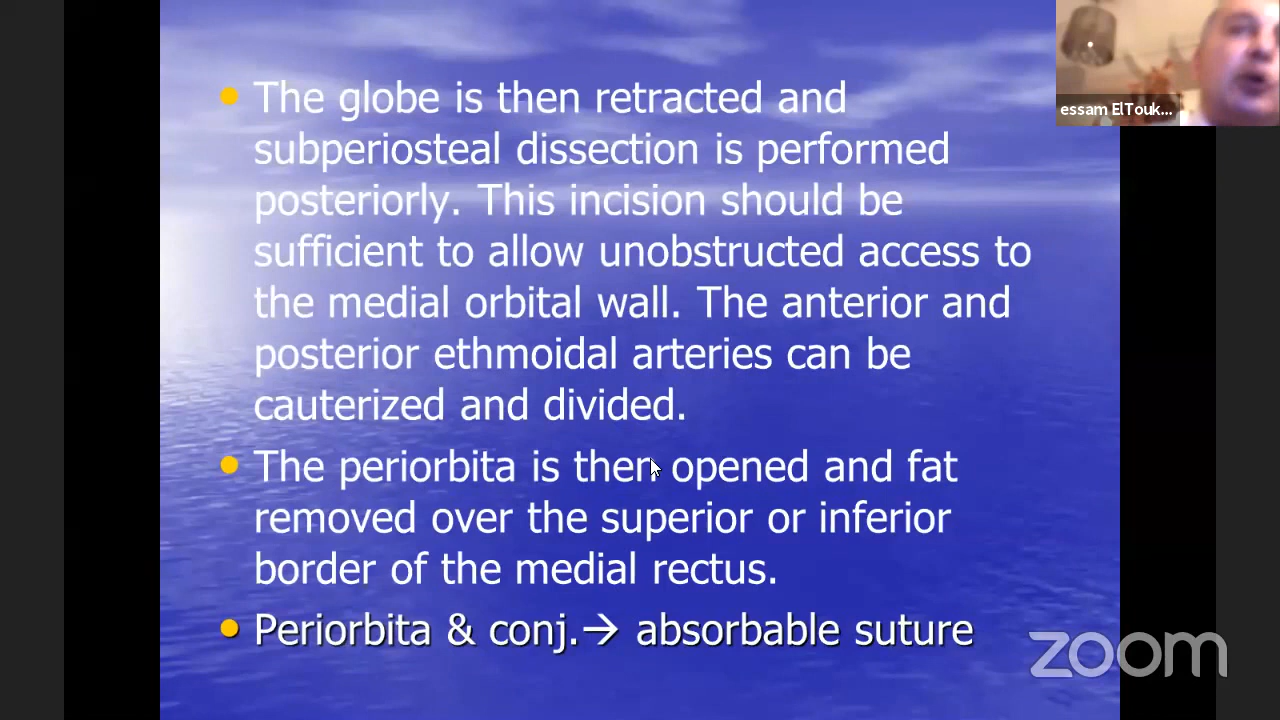 The globe is then retracted and
subperiosteal dissection is performed
posteriorly. This incision should be
sufficient to allow unobstructed access to
the medial orbital wall. The anterior and
posterior ethmoidal arteries can be
cauterized and divided.
The periorbita is then opened and fat
removed over the superior or inferior
border of the medial rectus.
Periorbita & conj.→ absorbable suture
essam ElTouk...
zoom